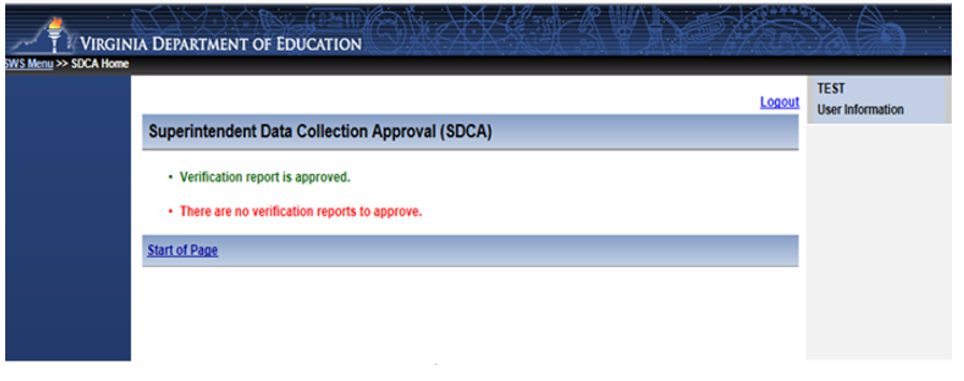 VIRGINIA DEPARTMENT OF EDUCATION
SWS Menu >> SDCA Home
TEST
Logout
User Information
Superintendent Data Collection Approval (SDCA)
• Verification report is approved.
• There are no verification reports to approve.
Start of Page